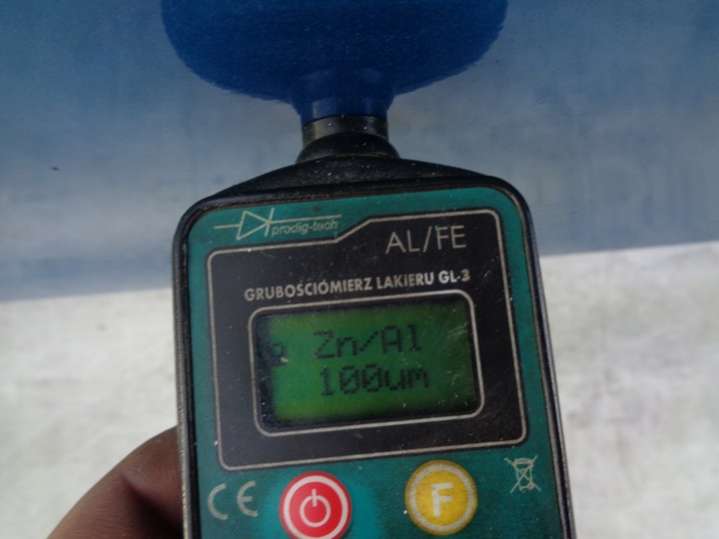 prodig-tech
AL/FE
GRUBOŚCIOMIERZ LAKIERU GL-3
Zn/Al
100um
CE
F